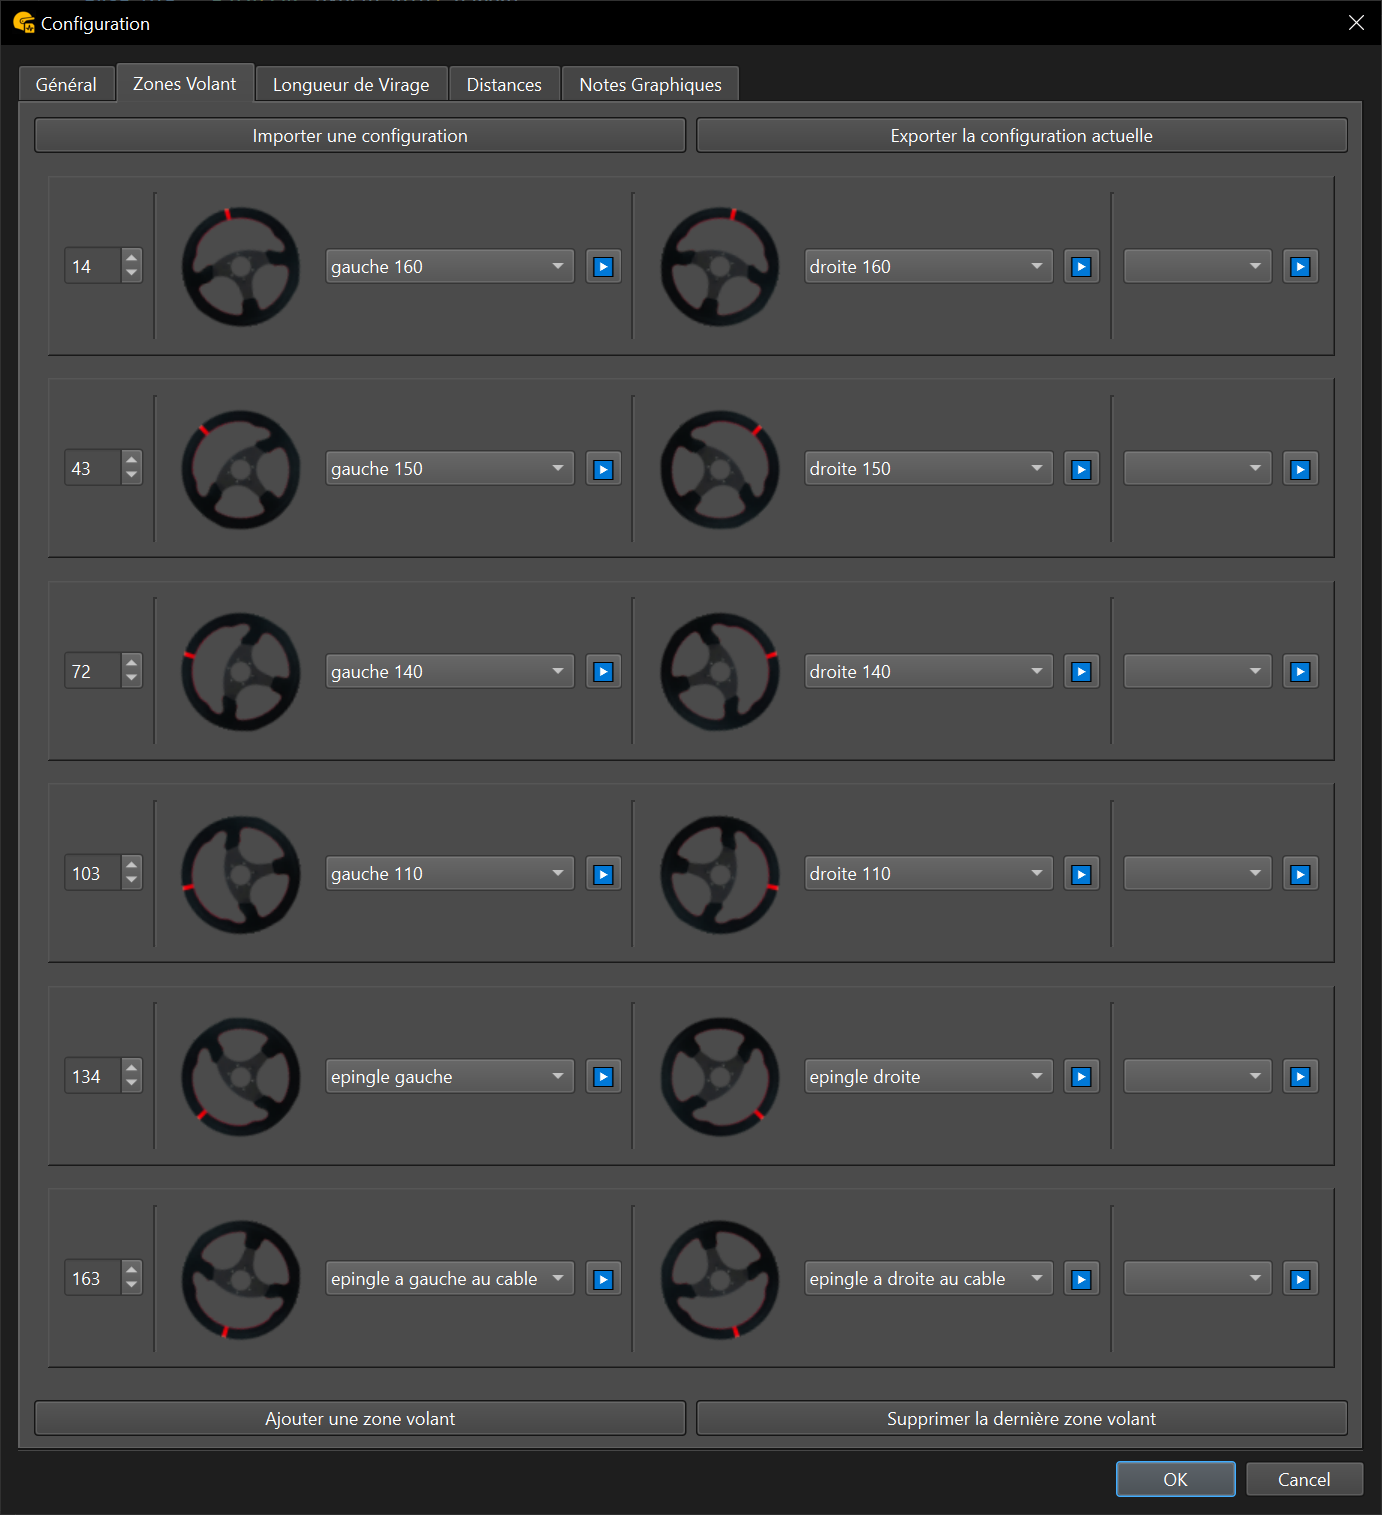 Configuration
Général
Zones Volant
Longueur de Virage
Distances
Notes Graphiques
Importer une configuration
Exporter la configuration actuelle
14
gauche 160
droite 160
43
gauche 150
droite 150
72
gauche 140
droite 140
103
gauche 110
droite 110
134
epingle gauche
epingle droite
163
epingle a gauche au cable
epingle a droite au cable
Ajouter une zone volant
Supprimer la dernière zone volant
OK
Cancel